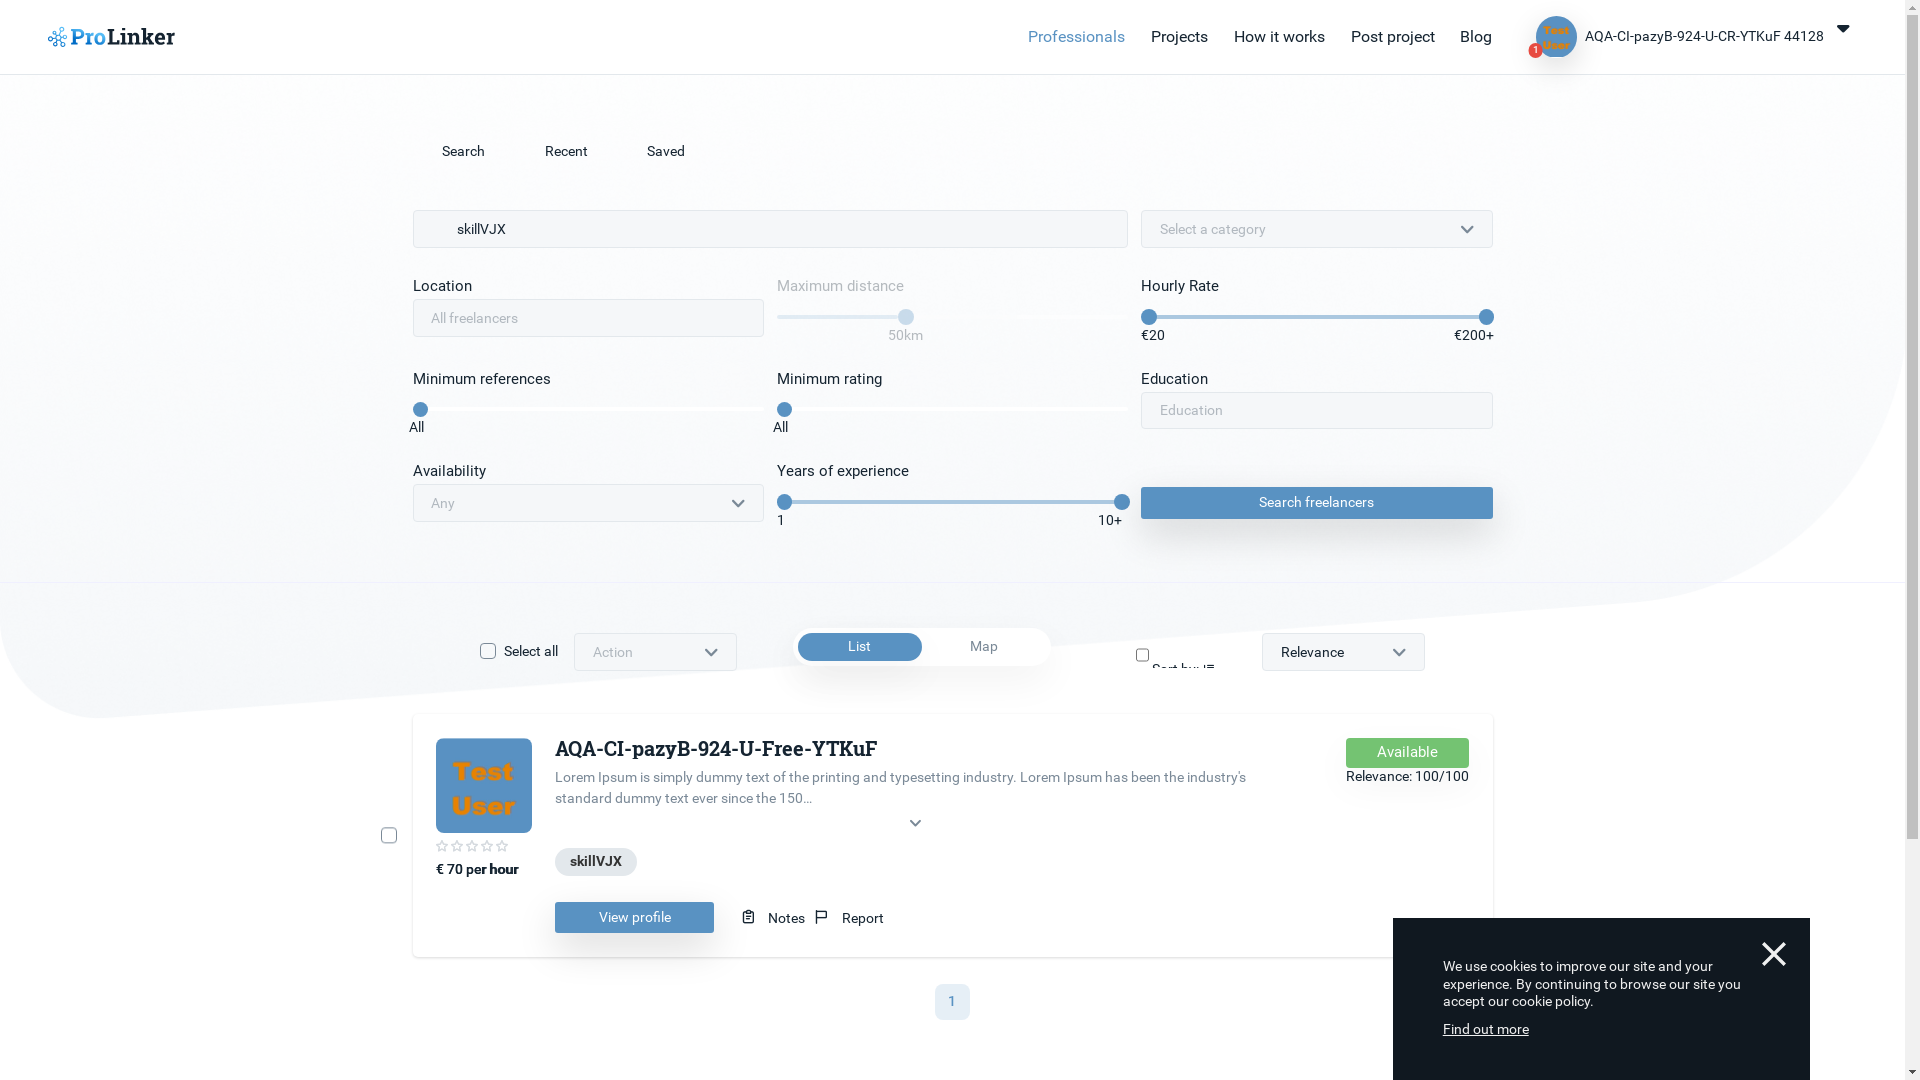 ProLinker
Professionals
Projects
How it works
Post project
Blog
Test
User
1
AQA-CI-pazyB-924-U-CR-YTKuF 44128
Search
Recent
Saved
skillVJX
Select a category
Location
All freelancers
Maximum distance
50km
Hourly Rate
€20
€200+
Minimum references
All
Minimum rating
All
Education
Education
Availability
Any
Years of experience
1
10+
Search freelancers
Select all
Action
List
Map
Relevance
Test
User
€ 70 per hour
AQA-CI-pazyB-924-U-Free-YTKuF
Lorem Ipsum is simply dummy text of the printing and typesetting industry. Lorem Ipsum has been the industry's
standard dummy text ever since the 150...
skillVJX
View profile
Notes
Report
Available
Relevance: 100/100
1
We use cookies to improve our site and your
experience. By continuing to browse our site you
accept our cookie policy.
Find out more